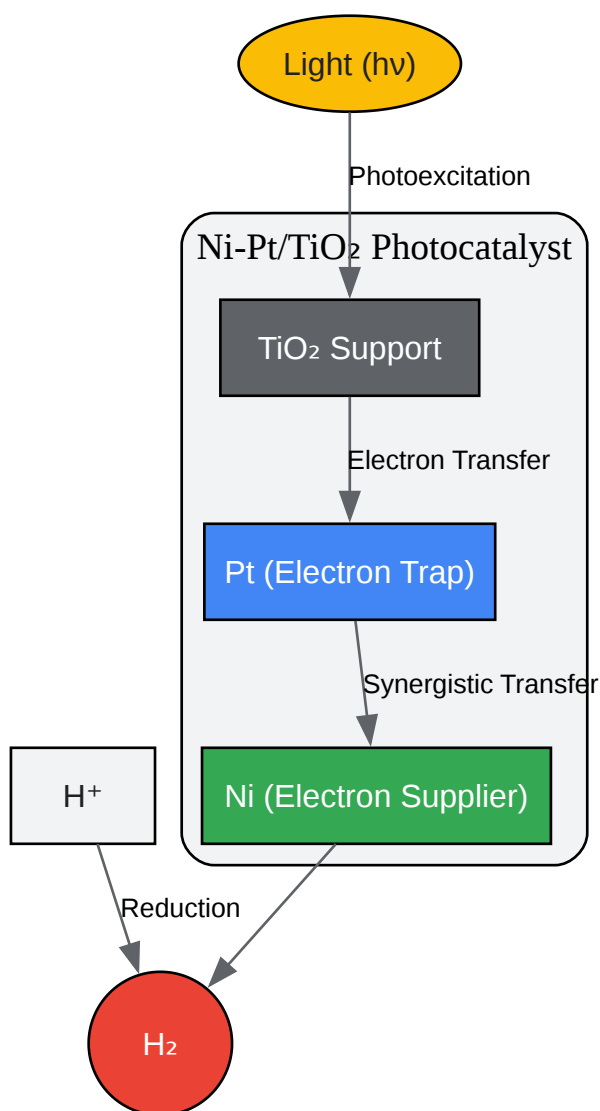 Light (hν)
Photoexcitation
Ni-Pt/TiO₂ Photocatalyst
TiO₂ Support
Electron Transfer
Pt (Electron Trap)
Synergistic Transfer
H⁺
Ni (Electron Supplier)
Reduction
H₂